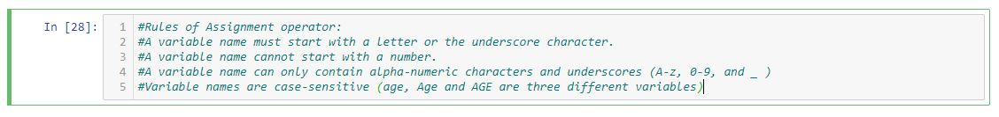 In [28]:
1 #Rules of Assignment operator:
2 #A variable name must start with a letter or the underscore character.
3 #A variable name cannot start with a number.
4 #A variable name can only contain alpha-numeric characters and underscores (A-z, 0-9, and _ )
5 #Variable names are case-sensitive (age, Age and AGE are three different variables)